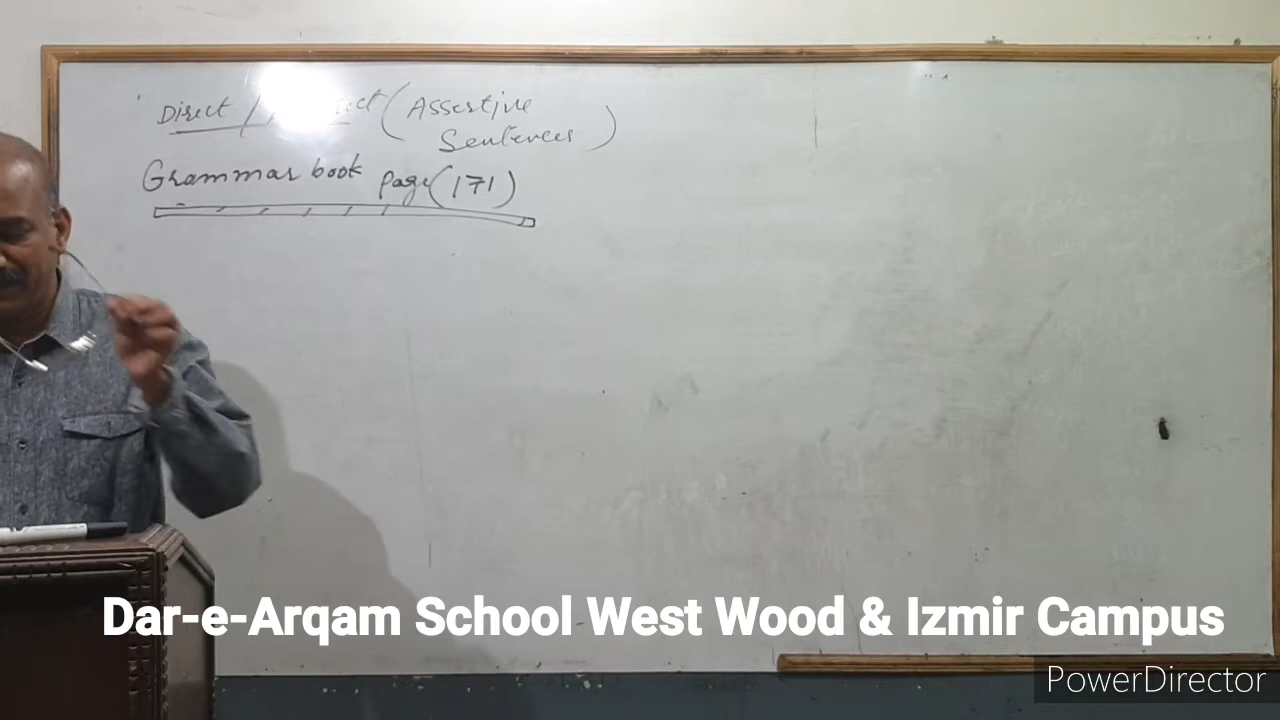 Direct / (Assertive
Sentences)
Grammar book page (171)
Dar-e-Arqam School West Wood & Izmir Campus
PowerDirector